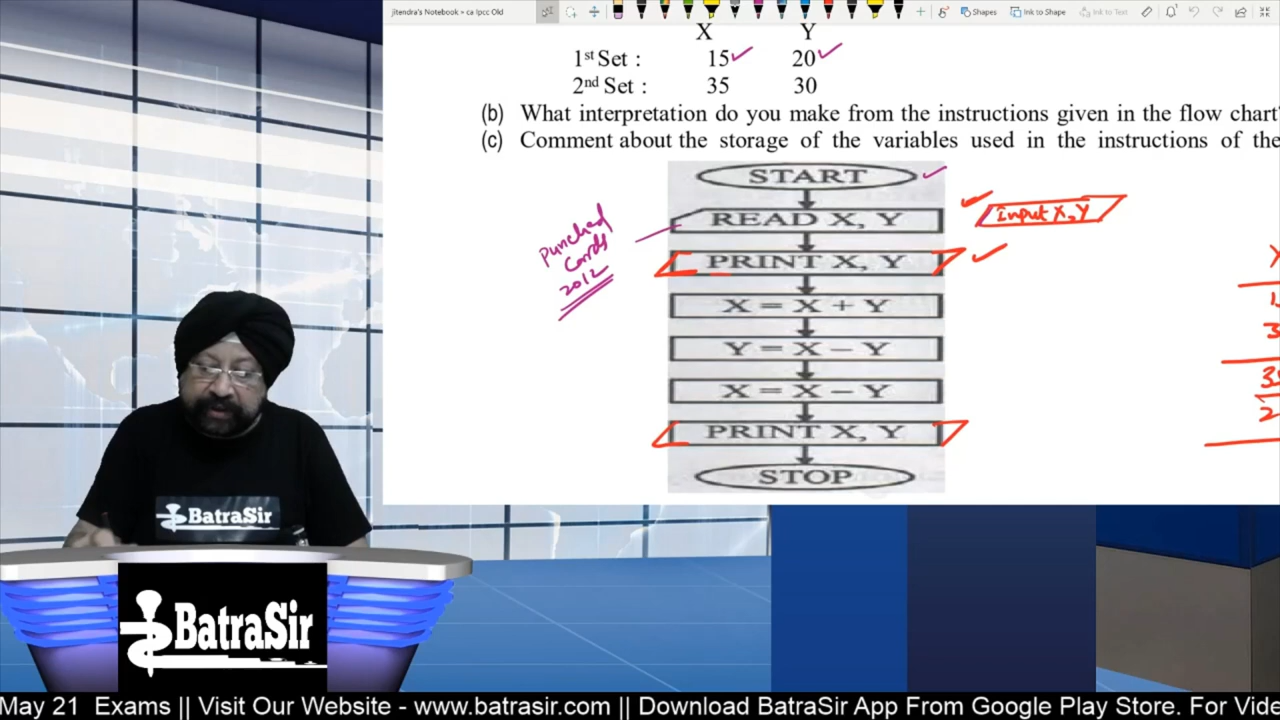 jitendra's Notebook » ca Ipcc Old
Shapes
Ink to Shape
Ink to Text
X Y
1st Set : 15 20
2nd Set : 35 30
(b) What interpretation do you make from the instructions given in the flow chart?
(c) Comment about the storage of the variables used in the instructions of the
START
READ X, Y
Input X, Y
Punched
Cards
2012
PRINT X, Y
X = X + Y
Y = X – Y
X = X – Y
PRINT X, Y
STOP
BatraSir
BatraSir
May 21 Exams || Visit Our Website - www.batrasir.com || Download BatraSir App From Google Play Store. For Vide